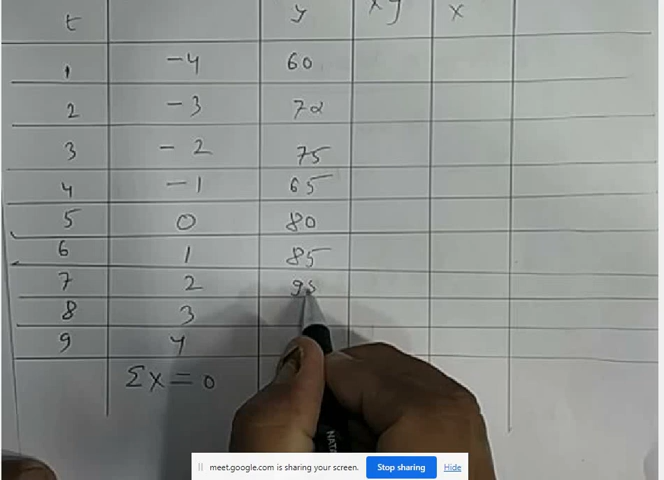 t y xy x
1 -4 60
2 -3 72
3 -2 75
4 -1 65
5 0 80
6 1 85
7 2 95
8 3
9 4
Σx = 0
NATA
meet.google.com is sharing your screen. Stop sharing Hide